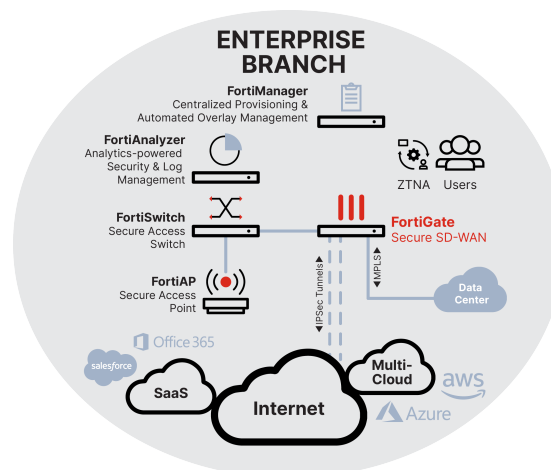 ENTERPRISE
BRANCH
FortiManager
Centralized Provisioning &
Automated Overlay Management
FortiAnalyzer
Analytics-powered
Security & Log
Management
ZTNA
Users
FortiSwitch
Secure Access
Switch
FortiGate
Secure SD-WAN
FortiAP
Secure Access
Point
IPSec Tunnels
MPLS
Data
Center
Office 365
salesforce
SaaS
Internet
Multi-
Cloud
aws
Azure